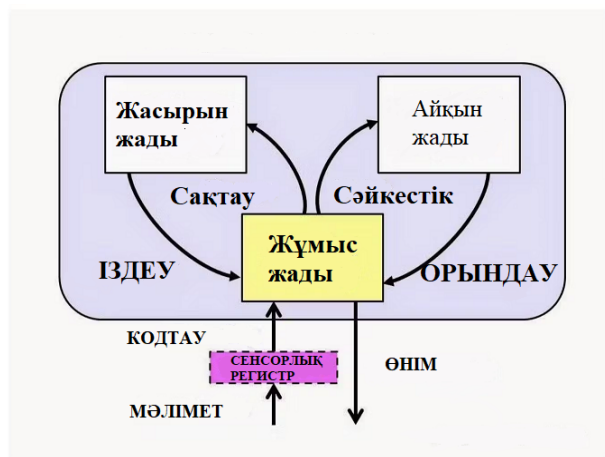 Жасырын
жады
Айқын
жады
Сақтау
Сәйкестік
Жұмыс
жады
ІЗДЕУ
ОРЫНДАУ
КОДТАУ
СЕНСОРЛЫҚ
РЕГИСТР
ӨНІМ
МӘЛІМЕТ